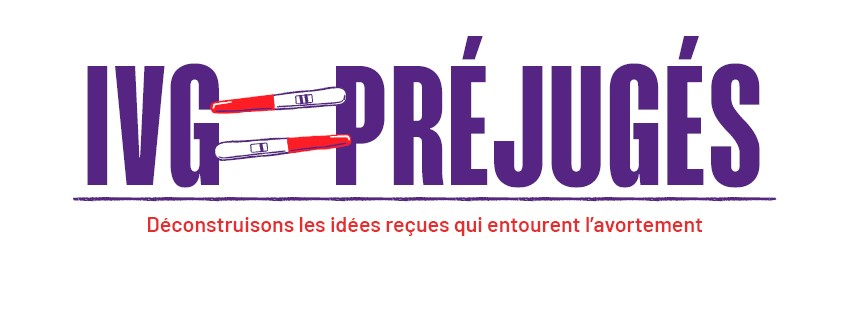 IVG PRÉJUGÉS
Déconstruisons les idées reçues qui entourent l’avortement